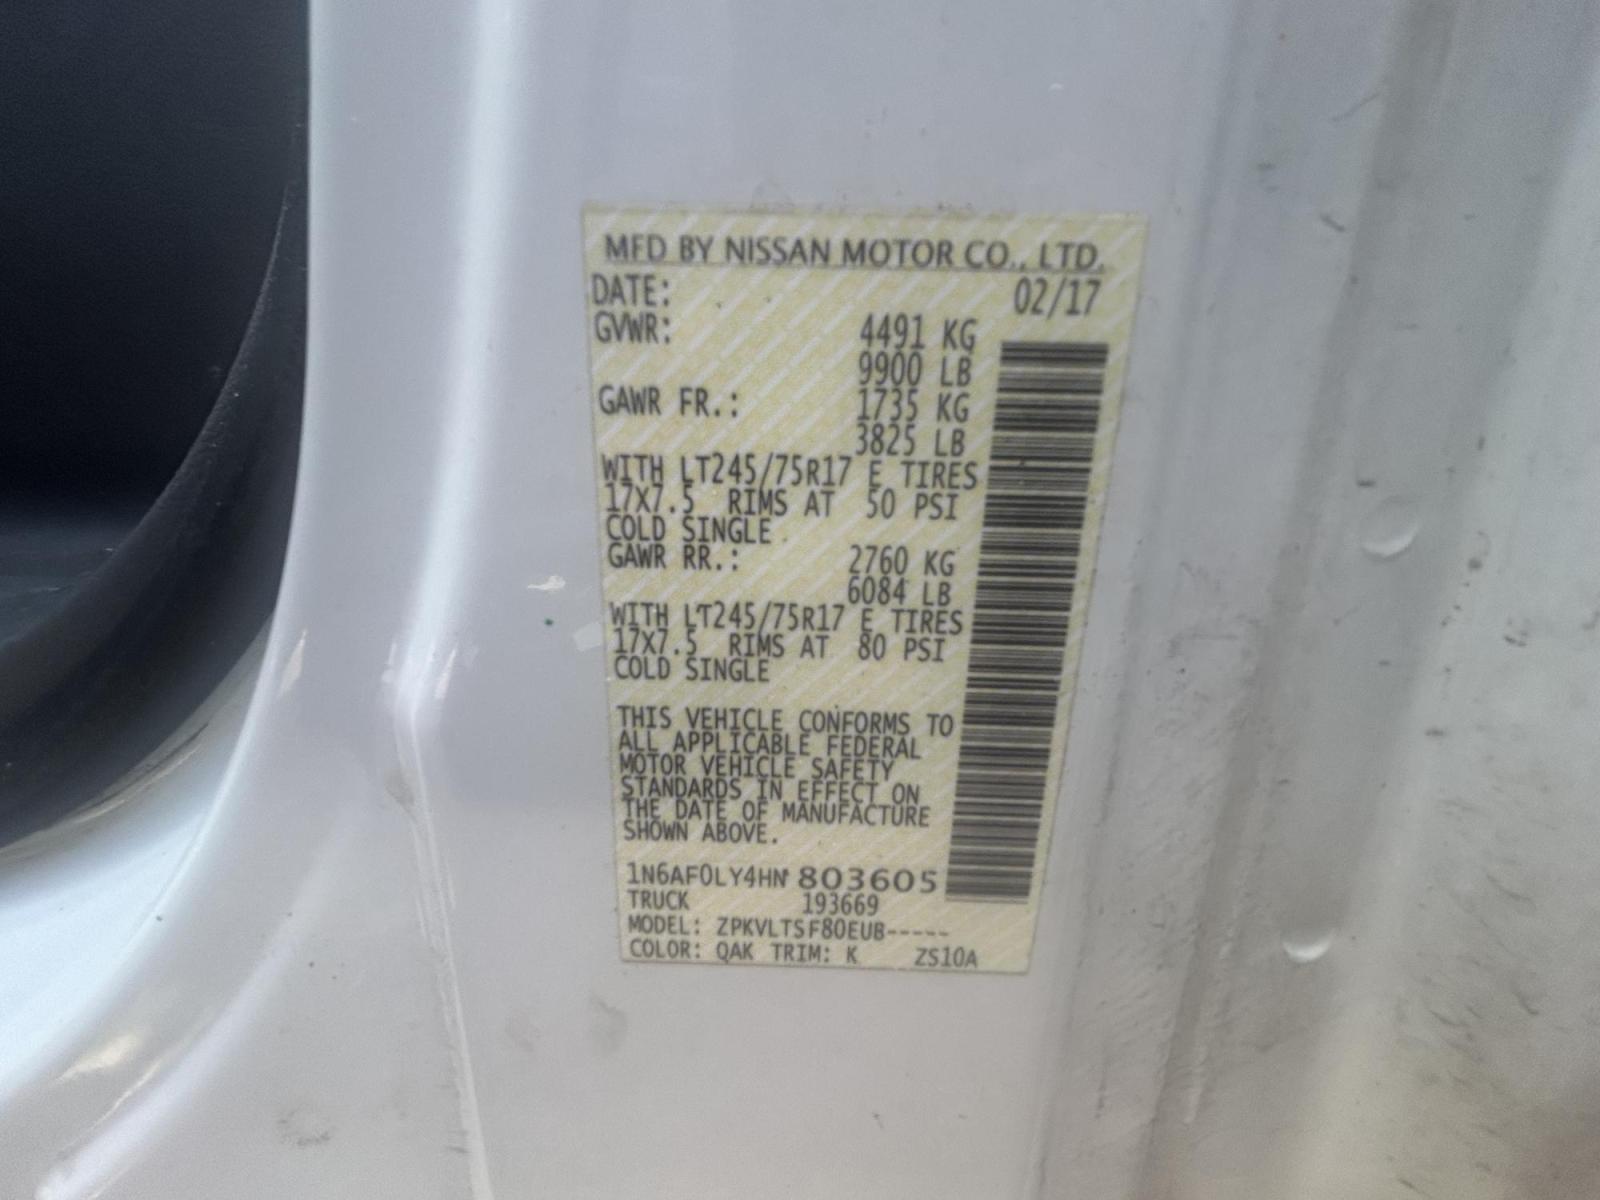 MFD BY NISSAN MOTOR CO., LTD.
DATE: 02/17
GVWR: 4491 KG
9900 LB
GAWR FR.: 1735 KG
3825 LB
WITH LT245/75R17 E TIRES
17X7.5 RIMS AT 50 PSI
COLD SINGLE
GAWR RR.: 2760 KG
6084 LB
WITH LT245/75R17 E TIRES
17X7.5 RIMS AT 80 PSI
COLD SINGLE
THIS VEHICLE CONFORMS TO
ALL APPLICABLE FEDERAL
MOTOR VEHICLE SAFETY
STANDARDS IN EFFECT ON
THE DATE OF MANUFACTURE
SHOWN ABOVE.
1N6AF0LY4HN 803605
TRUCK 193669
MODEL: ZPKVLTSF80EUB-----
COLOR: QAK TRIM: K ZS10A